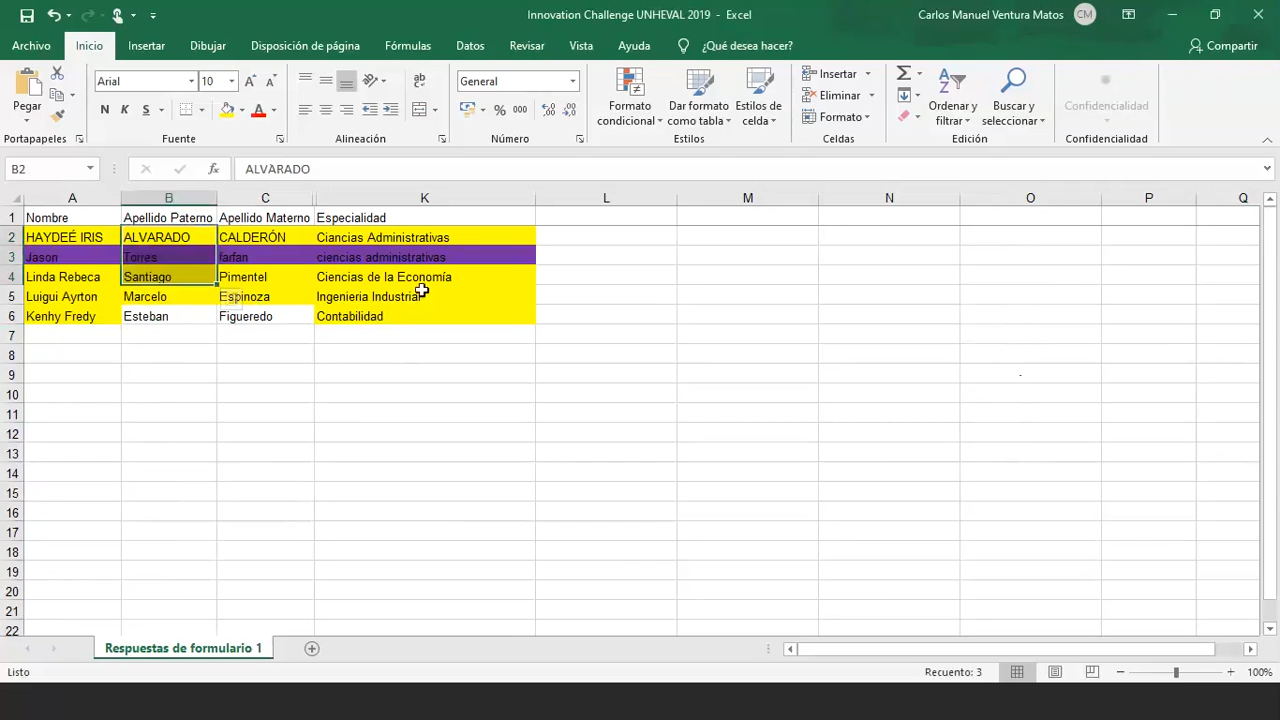 Innovation Challenge UNHEVAL 2019 - Excel
Carlos Manuel Ventura Matos CM
Archivo Inicio Insertar Dibujar Disposición de página Fórmulas Datos Revisar Vista Ayuda ¿Qué desea hacer? Compartir
Pegar
Arial 10
N K S
General
% 000
Formato condicional
Dar formato como tabla
Estilos de celda
Insertar
Eliminar
Formato
Ordenar y filtrar
Buscar y seleccionar
Confidencialidad
Portapapeles Fuente Alineación Número Estilos Celdas Edición Confidencialidad
B2 fx ALVARADO
A B C K L M N O P Q
1 Nombre Apellido Paterno Apellido Materno Especialidad
2 HAYDEÉ IRIS ALVARADO CALDERÓN Ciancias Administrativas
3 Jason Torres farfan ciencias administrativas
4 Linda Rebeca Santiago Pimentel Ciencias de la Economía
5 Luigui Ayrton Marcelo Espinoza Ingenieria Industrial
6 Kenhy Fredy Esteban Figueredo Contabilidad
7
8
9
10
11
12
13
14
15
16
17
18
19
20
21
22
Respuestas de formulario 1
Listo Recuento: 3 100%